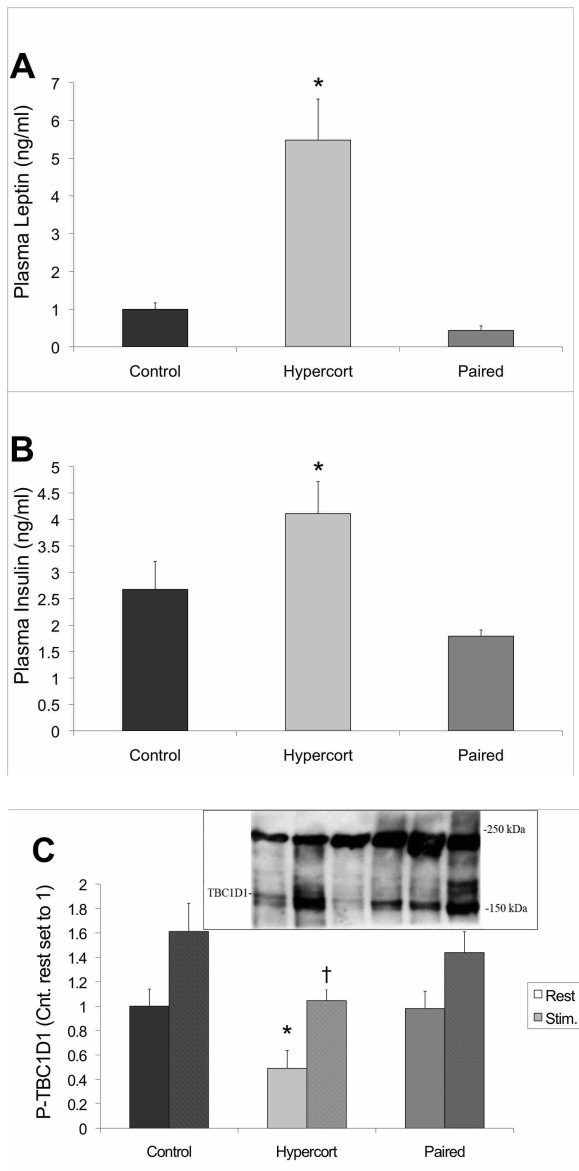 A
Plasma Leptin (ng/ml)
7
6
5
4
3
2
1
0
*
Control Hypercort Paired
B
Plasma Insulin (ng/ml)
5
4.5
4
3.5
3
2.5
2
1.5
1
0.5
0
*
Control Hypercort Paired
C
-250 kDa
TBC1D1-
-150 kDa
P-TBC1D1 (Cnt. rest set to 1)
2
1.8
1.6
1.4
1.2
1
0.8
0.6
0.4
0.2
0
* †
Rest
Stim.
Control Hypercort Paired